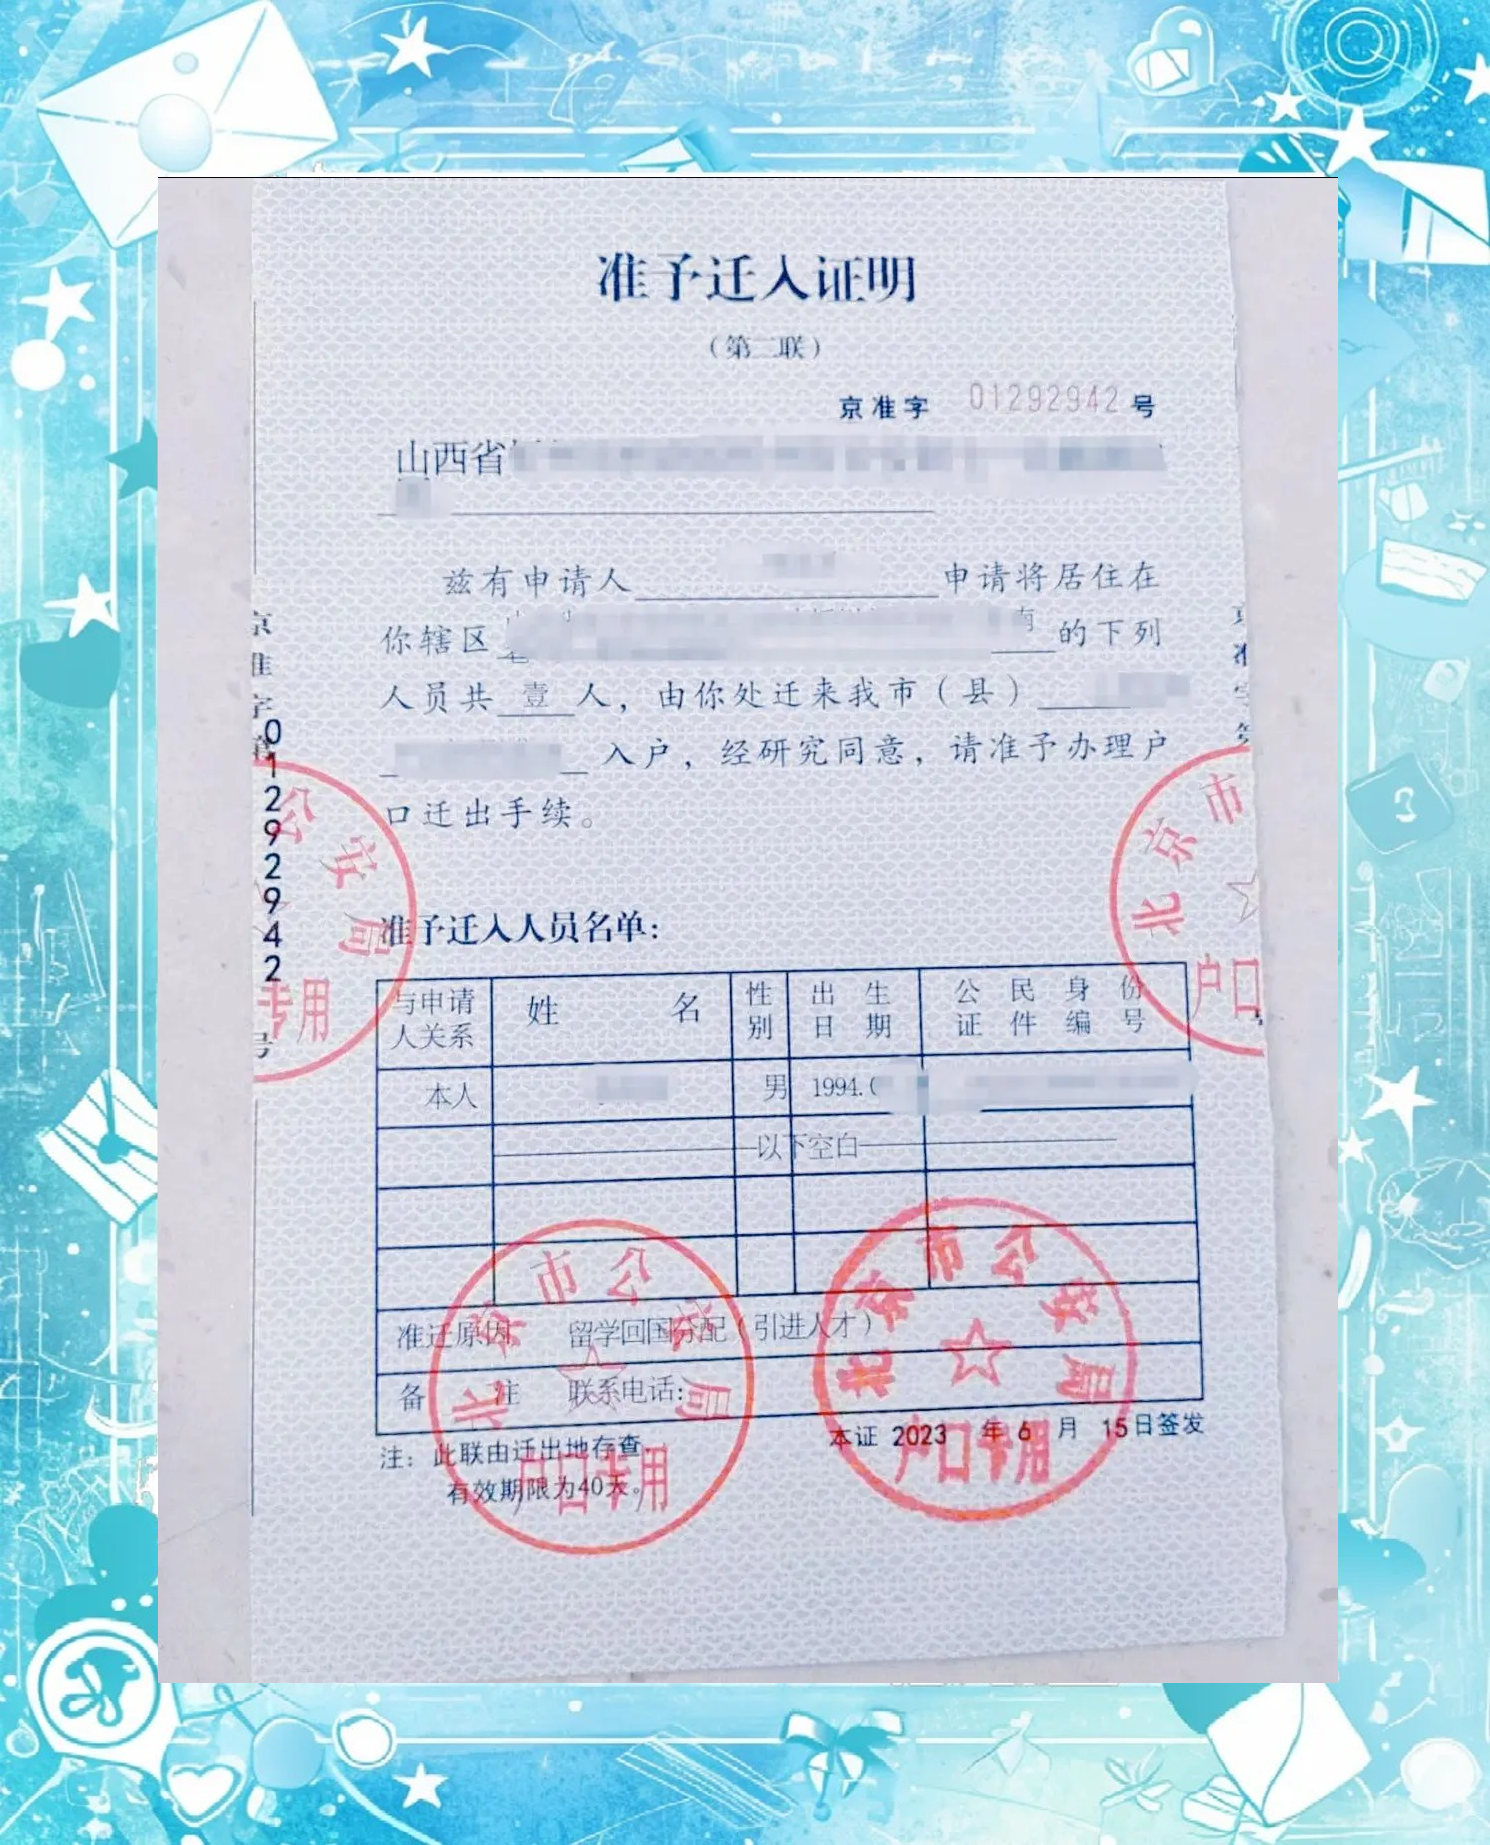 准予迁入证明
（第二联）
京准字 01292942 号
山西省
兹有申请人 申请将居住在
你辖区 的下列
人员共 壹 人，由你处迁来我市（县）
入户，经研究同意，请准予办理户
口迁出手续。
准予迁入人员名单：
与申请人关系 姓 名 性别 出生日期 公民身份证件编号
本人 男 1994.
以下空白
准迁原因 留学回国分配（引进人才）
备 注 联系电话:
本证 2023 年 6 月 15日签发
注：此联由迁出地存查
有效期限为40天。
京准字第01292942号
公安局
专用
北京市
户口
北京市公安局
户口专用
北京市公安局
户口专用